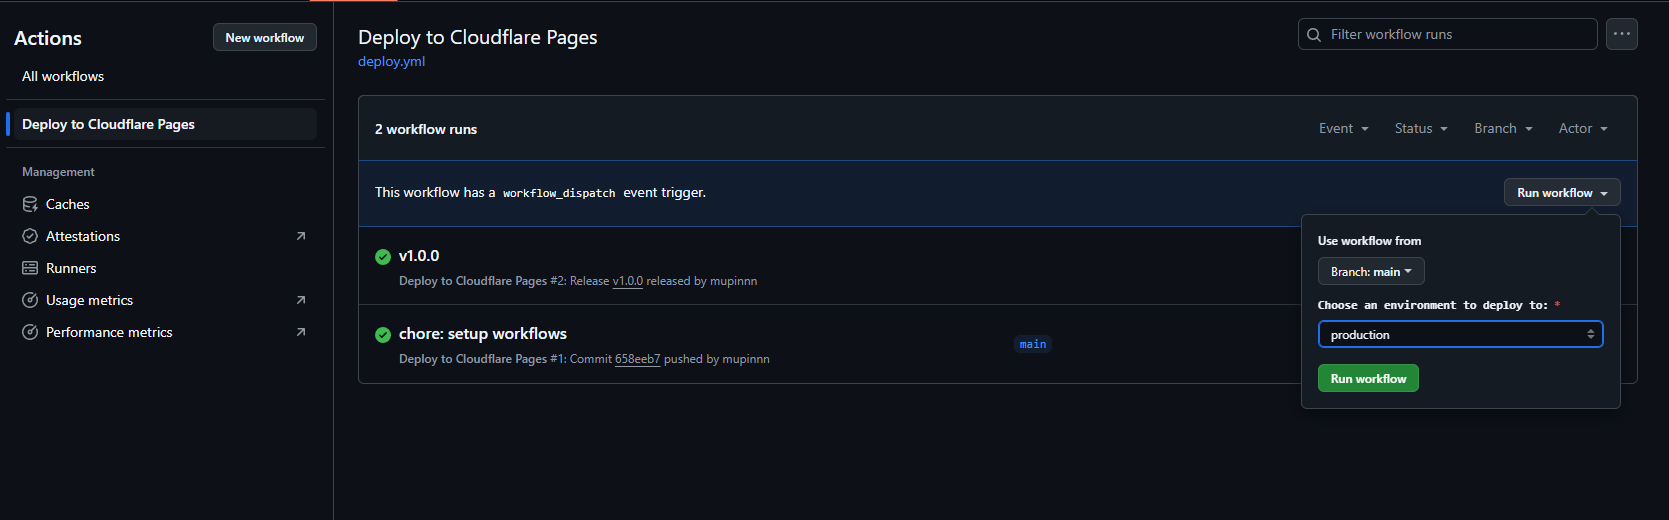 Actions
New workflow
All workflows
Deploy to Cloudflare Pages
Management
Caches
Attestations
Runners
Usage metrics
Performance metrics
Deploy to Cloudflare Pages
deploy.yml
Filter workflow runs
2 workflow runs
Event
Status
Branch
Actor
This workflow has a workflow_dispatch event trigger.
Run workflow
v1.0.0
Deploy to Cloudflare Pages #2: Release v1.0.0 released by mupinnn
chore: setup workflows
Deploy to Cloudflare Pages #1: Commit 658eeb7 pushed by mupinnn
main
Use workflow from
Branch: main
Choose an environment to deploy to: *
production
Run workflow